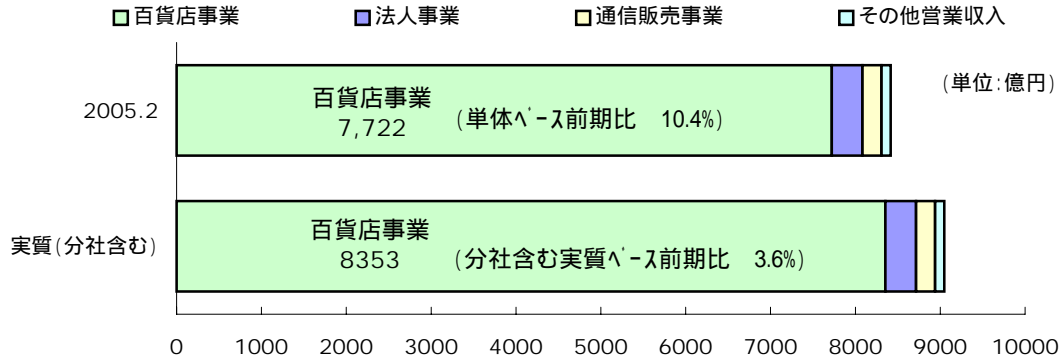 百貨店事業 法人事業 通信販売事業 その他営業収入
(単位:億円)
2005.2
百貨店事業
7,722 (単体ﾍﾞｰｽ前期比 10.4%)
実質(分社含む)
百貨店事業
8353 (分社含む実質ﾍﾞｰｽ前期比 3.6%)
0 1000 2000 3000 4000 5000 6000 7000 8000 9000 10000